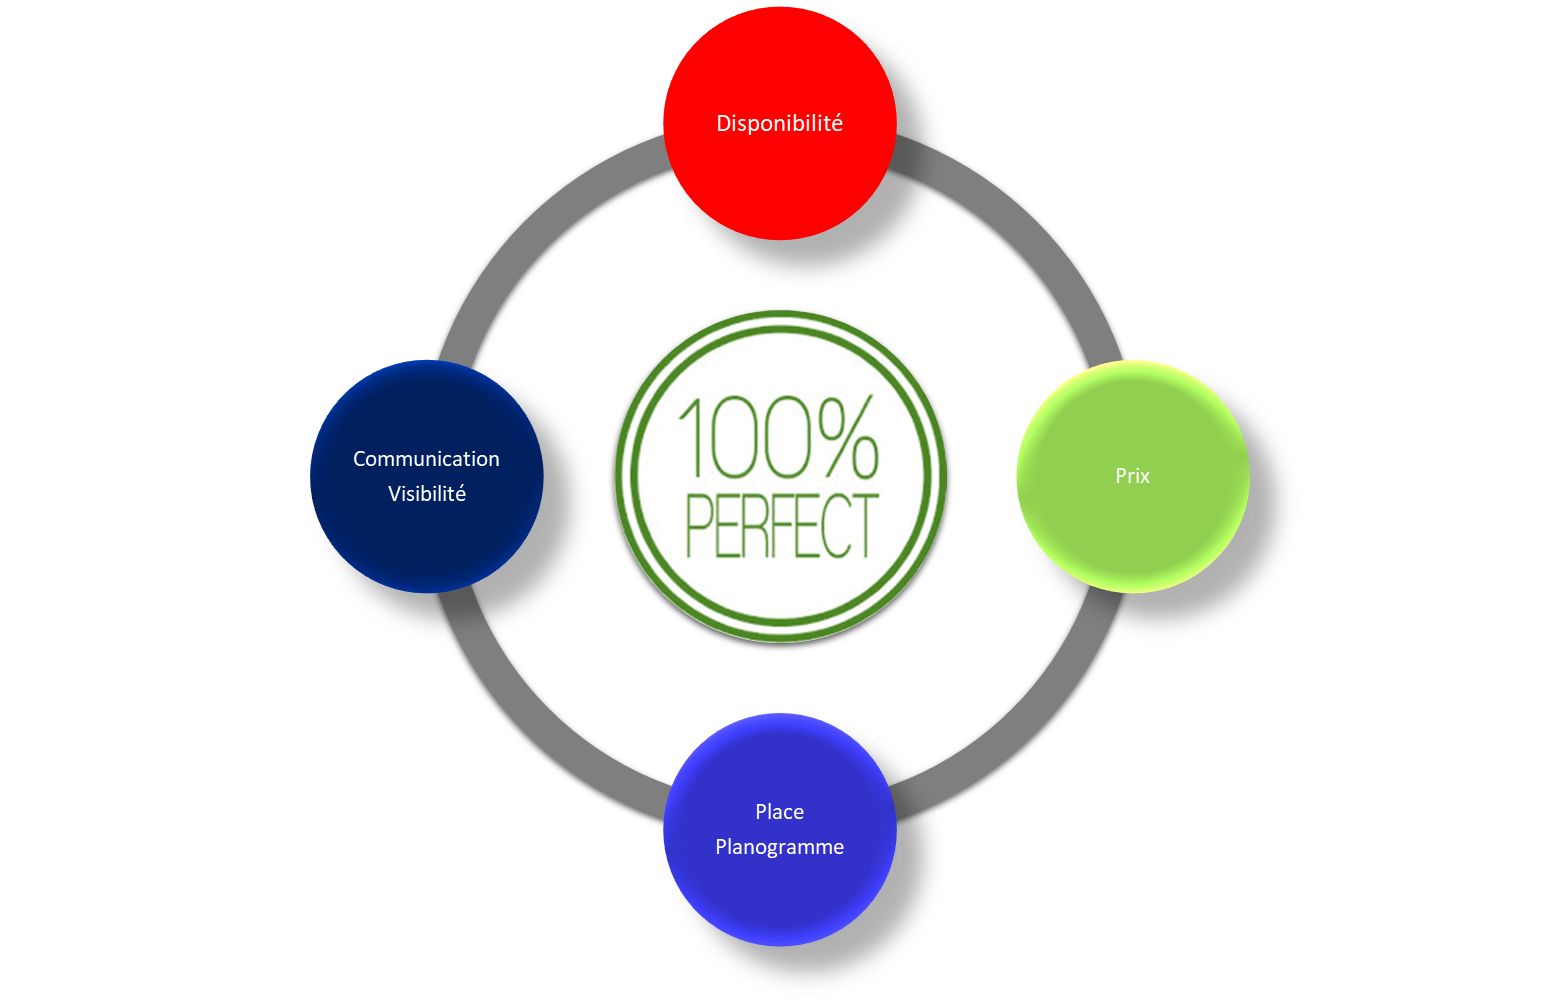 Disponibilité
Communication
Visibilité
100%
PERFECT
Prix
Place
Planogramme